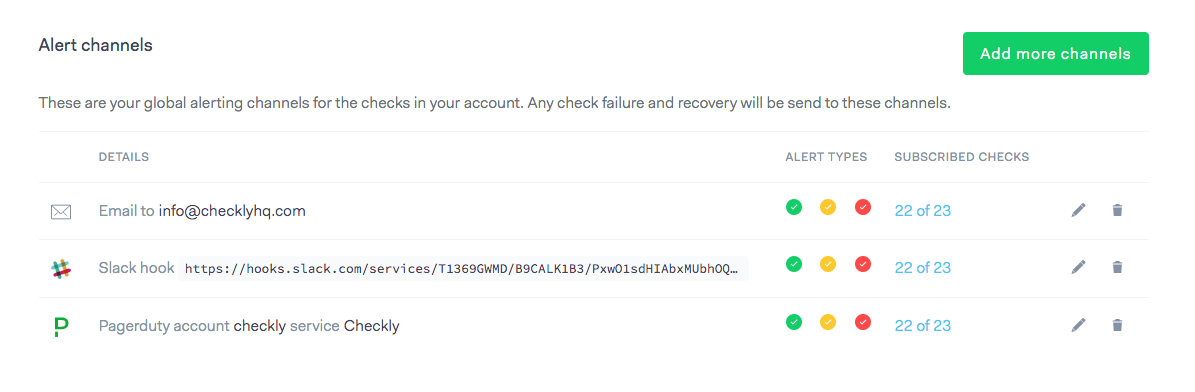 Alert channels
Add more channels
These are your global alerting channels for the checks in your account. Any check failure and recovery will be send to these channels.
DETAILS ALERT TYPES SUBSCRIBED CHECKS
Email to info@checklyhq.com 22 of 23
Slack hook https://hooks.slack.com/services/T1369GWMD/B9CALK1B3/PxwO1sdHIAbxMUbhOQ… 22 of 23
Pagerduty account checkly service Checkly 22 of 23